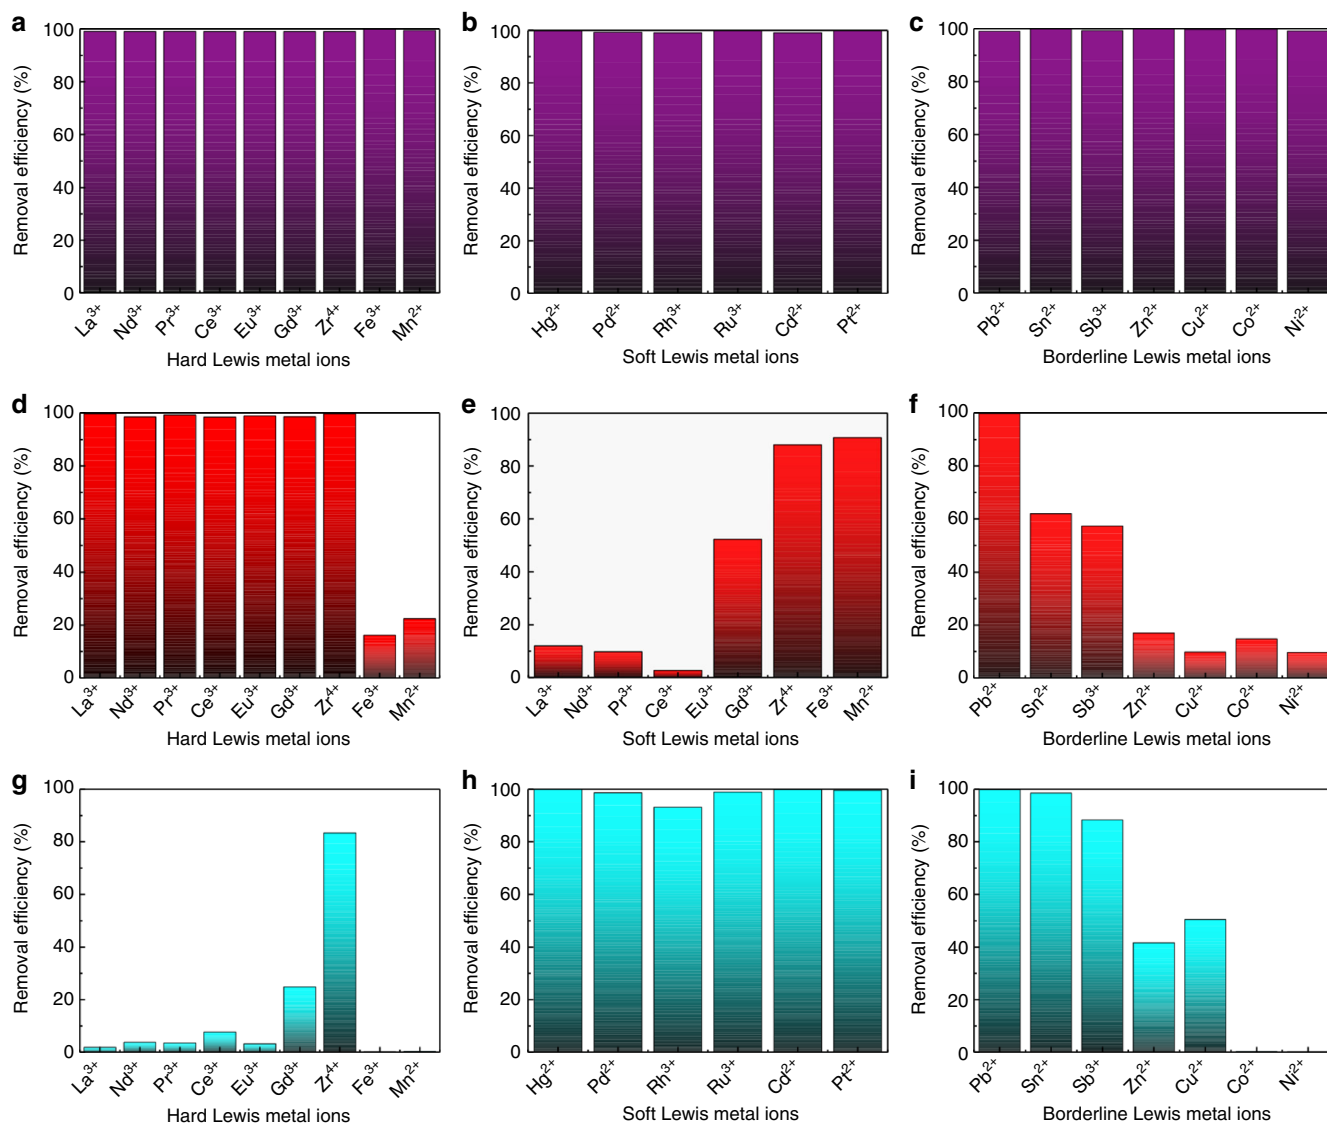 a
Removal efficiency (%)
100
80
60
40
20
0
La³⁺ Nd³⁺ Pr³⁺ Ce³⁺ Eu³⁺ Gd³⁺ Zr⁴⁺ Fe³⁺ Mn²⁺
Hard Lewis metal ions
b
Removal efficiency (%)
100
80
60
40
20
0
Hg²⁺ Pd²⁺ Rh³⁺ Ru³⁺ Cd²⁺ Pt²⁺
Soft Lewis metal ions
c
Removal efficiency (%)
100
80
60
40
20
0
Pb²⁺ Sn²⁺ Sb³⁺ Zn²⁺ Cu²⁺ Co²⁺ Ni²⁺
Borderline Lewis metal ions
d
Removal efficiency (%)
100
80
60
40
20
0
La³⁺ Nd³⁺ Pr³⁺ Ce³⁺ Eu³⁺ Gd³⁺ Zr⁴⁺ Fe³⁺ Mn²⁺
Hard Lewis metal ions
e
Removal efficiency (%)
100
80
60
40
20
0
La³⁺ Nd³⁺ Pr³⁺ Ce³⁺ Eu³⁺ Gd³⁺ Zr⁴⁺ Fe³⁺ Mn²⁺
Soft Lewis metal ions
f
Removal efficiency (%)
100
80
60
40
20
0
Pb²⁺ Sn²⁺ Sb³⁺ Zn²⁺ Cu²⁺ Co²⁺ Ni²⁺
Borderline Lewis metal ions
g
Removal efficiency (%)
100
80
60
40
20
0
La³⁺ Nd³⁺ Pr³⁺ Ce³⁺ Eu³⁺ Gd³⁺ Zr⁴⁺ Fe³⁺ Mn²⁺
Hard Lewis metal ions
h
Removal efficiency (%)
100
80
60
40
20
0
Hg²⁺ Pd²⁺ Rh³⁺ Ru³⁺ Cd²⁺ Pt²⁺
Soft Lewis metal ions
i
Removal efficiency (%)
100
80
60
40
20
0
Pb²⁺ Sn²⁺ Sb³⁺ Zn²⁺ Cu²⁺ Co²⁺ Ni²⁺
Borderline Lewis metal ions